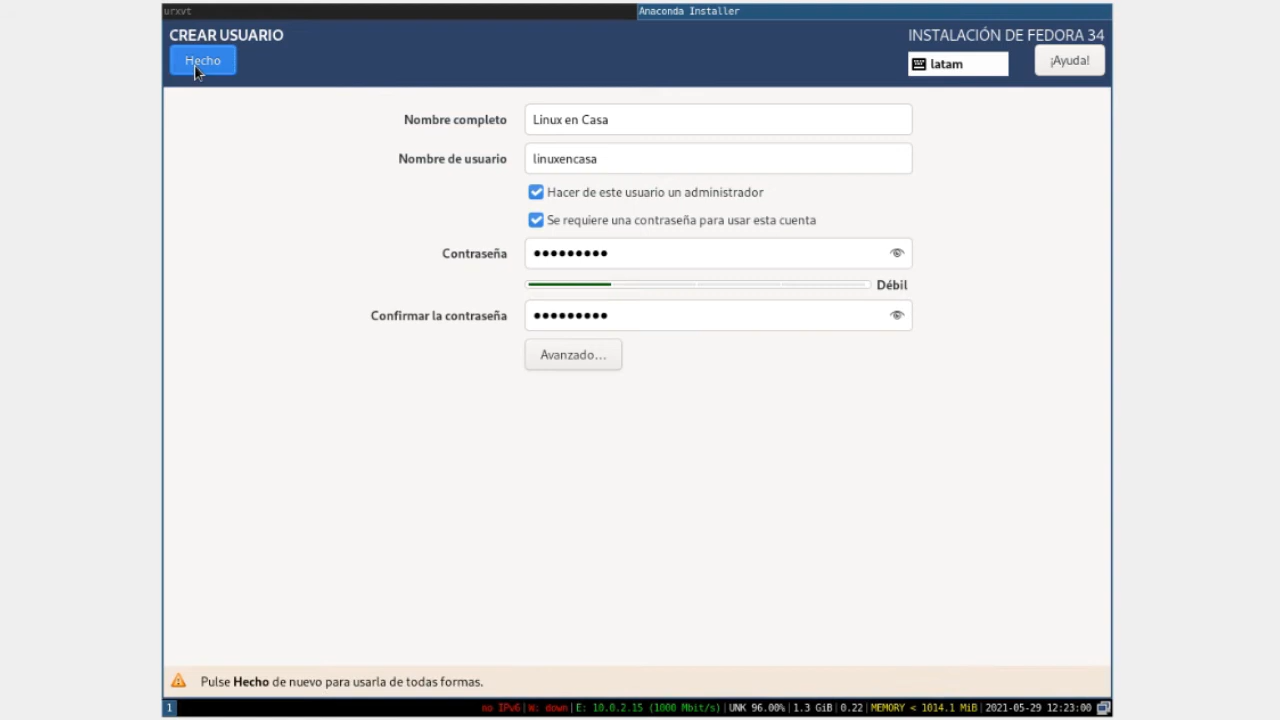 urxvt
Anaconda Installer
CREAR USUARIO
INSTALACIÓN DE FEDORA 34
Hecho
latam
¡Ayuda!
Nombre completo
Linux en Casa
Nombre de usuario
linuxencasa
Hacer de este usuario un administrador
Se requiere una contraseña para usar esta cuenta
Contraseña
●●●●●●●●●
Débil
Confirmar la contraseña
●●●●●●●●●
Avanzado...
Pulse Hecho de nuevo para usarla de todas formas.
1
no IPv6|W: down|E: 10.0.2.15 (1000 Mbit/s)|UNK 96.00%|1.3 GiB|0.22|MEMORY < 1014.1 MiB|2021-05-29 12:23:00